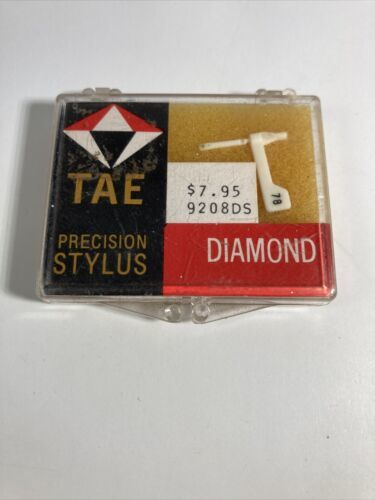 TAE
PRECISION
STYLUS
$7.95
9208DS
78
DIAMOND